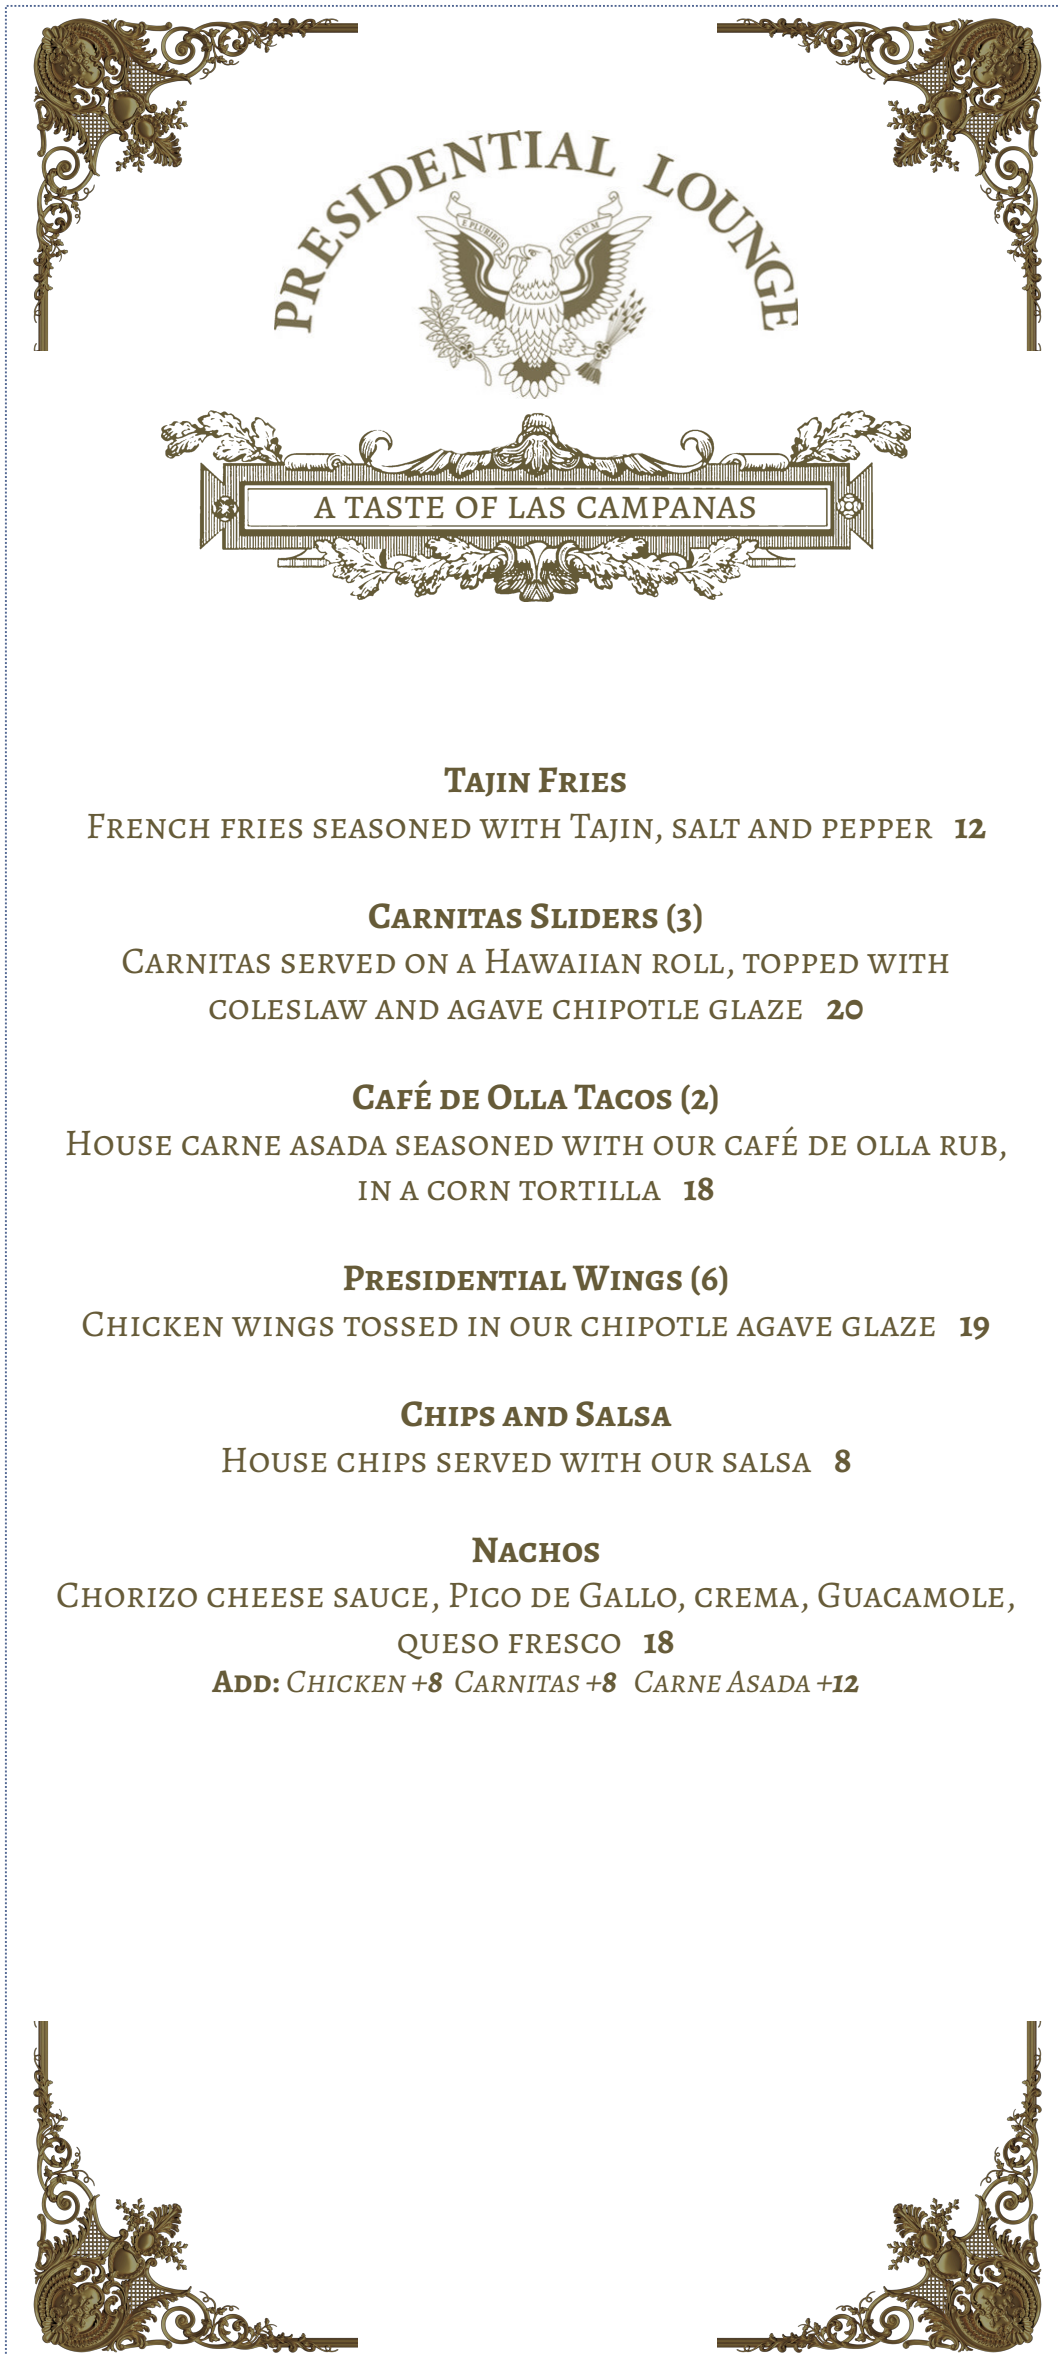 PRESIDENTIAL LOUNGE
E PLURIBUS UNUM
A TASTE OF LAS CAMPANAS
Tajin Fries
French fries seasoned with Tajin, salt and pepper 12
Carnitas Sliders (3)
Carnitas served on a Hawaiian roll, topped with
coleslaw and agave chipotle glaze 20
Café de Olla Tacos (2)
House carne asada seasoned with our café de olla rub,
in a corn tortilla 18
Presidential Wings (6)
Chicken wings tossed in our chipotle agave glaze 19
Chips and Salsa
House chips served with our salsa 8
Nachos
Chorizo cheese sauce, Pico de Gallo, crema, Guacamole,
queso fresco 18
Add: Chicken +8 Carnitas +8 Carne Asada +12